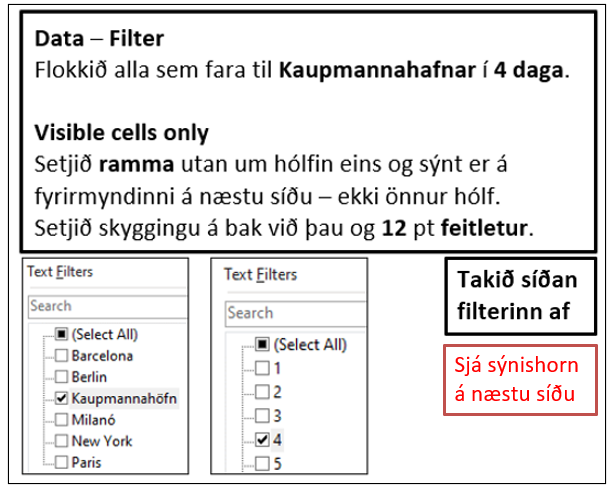 Data – Filter
Flokkið alla sem fara til Kaupmannahafnar í 4 daga.
Visible cells only
Setjið ramma utan um hólfin eins og sýnt er á
fyrirmyndinni á næstu síðu – ekki önnur hólf.
Setjið skyggingu á bak við þau og 12 pt feitletur.
Text Filters
Search
(Select All)
Barcelona
Berlin
Kaupmannahöfn
Milanó
New York
Paris
Text Filters
Search
(Select All)
1
2
3
4
5
Takið síðan
filterinn af
Sjá sýnishorn
á næstu síðu